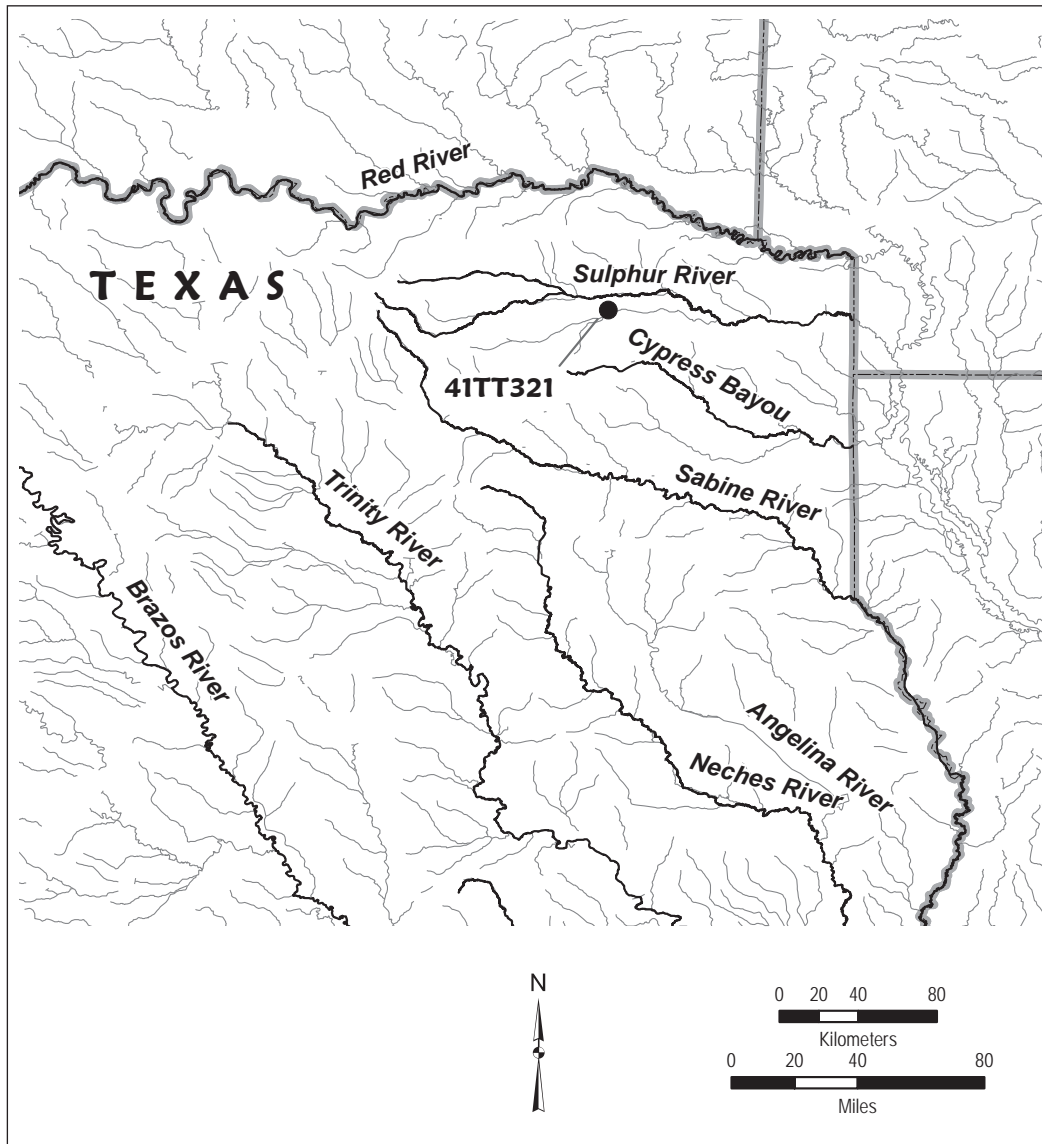 Red River
TEXAS
Sulphur River
41TT321
Cypress Bayou
Sabine River
Trinity River
Brazos River
Angelina River
Neches River
N
0 20 40 80
Kilometers
0 20 40 80
Miles